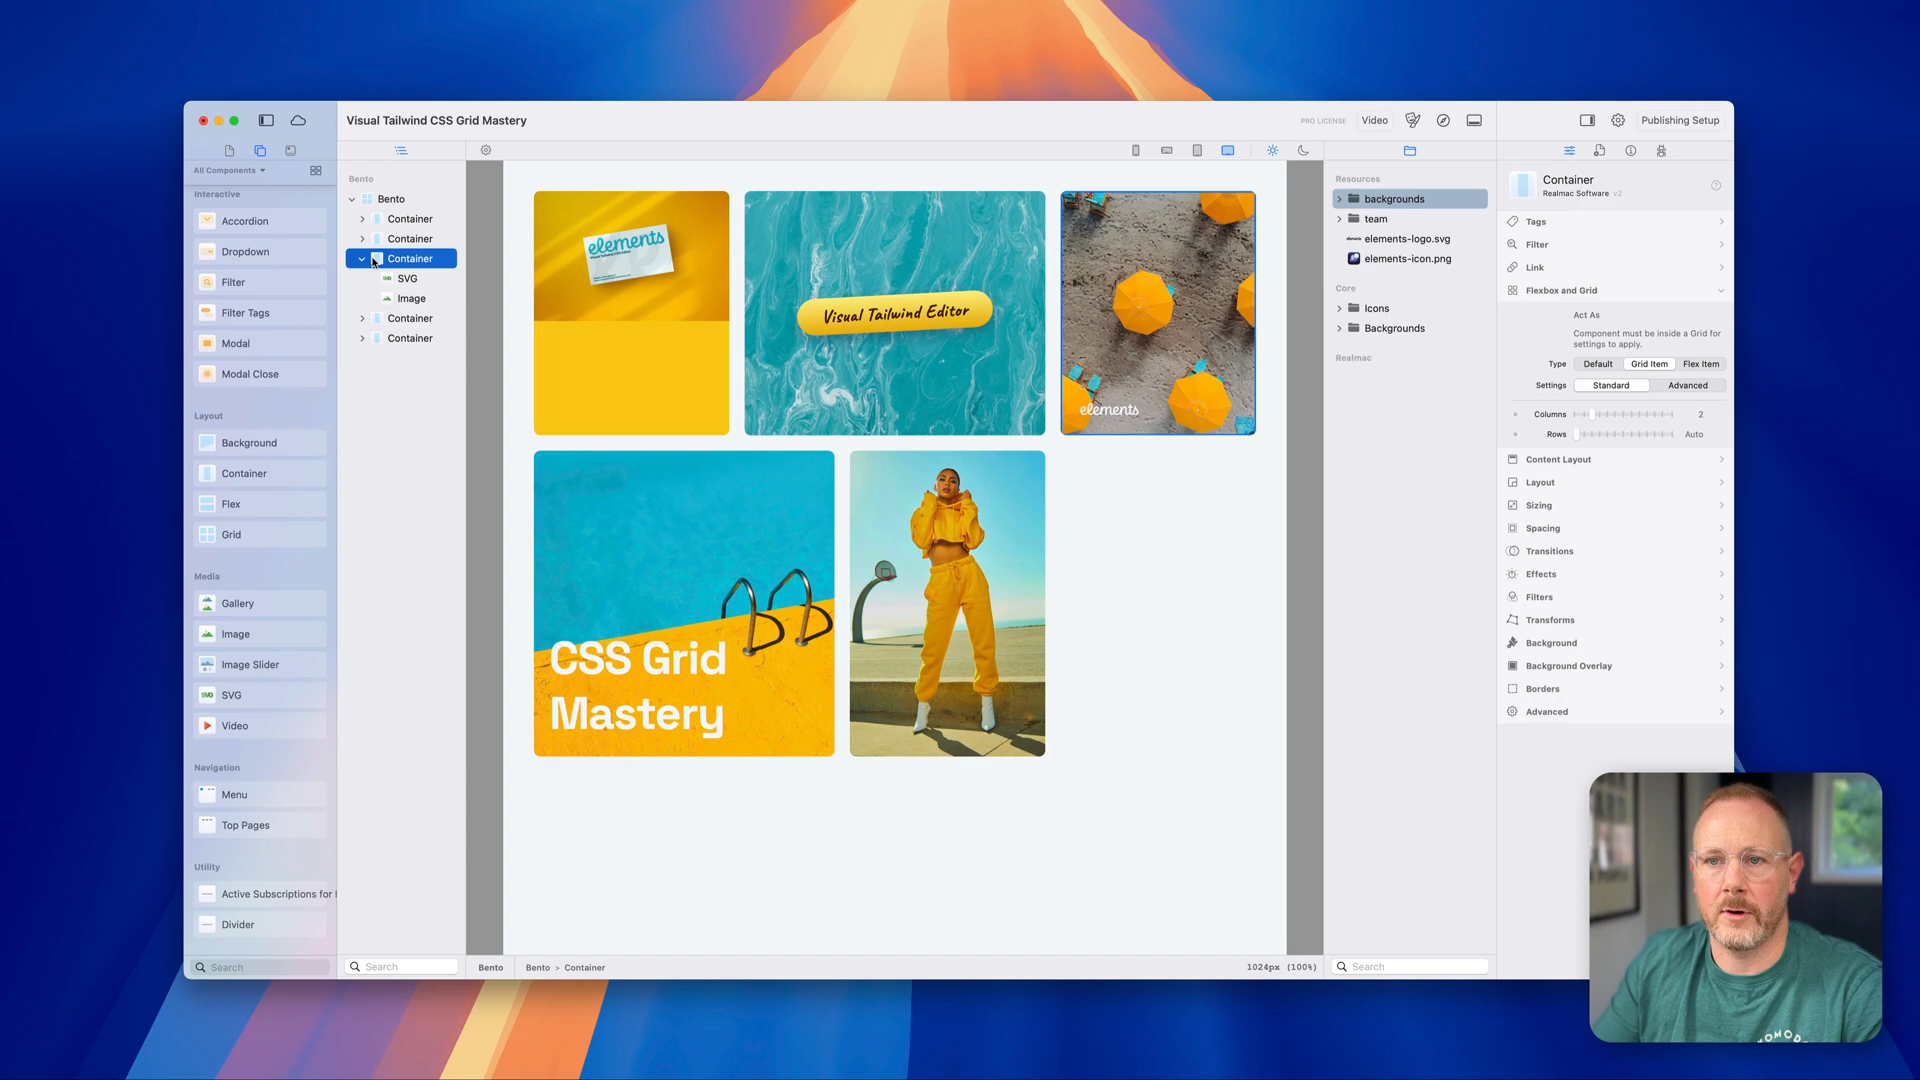 Visual Tailwind CSS Grid Mastery
PRO LICENSE
Video
Publishing Setup
All Components
Interactive
Accordion
Dropdown
Filter
Filter Tags
Modal
Modal Close
Layout
Background
Container
Flex
Grid
Media
Gallery
Image
Image Slider
SVG
Video
Navigation
Menu
Top Pages
Utility
Active Subscriptions for
Divider
Search
Bento
Bento
Container
Container
Container
SVG
Image
Container
Container
Search
elements
Visual Tailwind Editor
elements
CSS Grid
Mastery
Bento
Bento > Container
1024px (100%)
Resources
backgrounds
team
elements-logo.svg
elements-icon.png
Core
Icons
Backgrounds
Realmac
Search
Container
Realmac Software v2
Tags
Filter
Link
Flexbox and Grid
Act As
Component must be inside a Grid for
settings to apply.
Type Default Grid Item Flex Item
Settings Standard Advanced
Columns 2
Rows Auto
Content Layout
Layout
Sizing
Spacing
Transitions
Effects
Filters
Transforms
Background
Background Overlay
Borders
Advanced